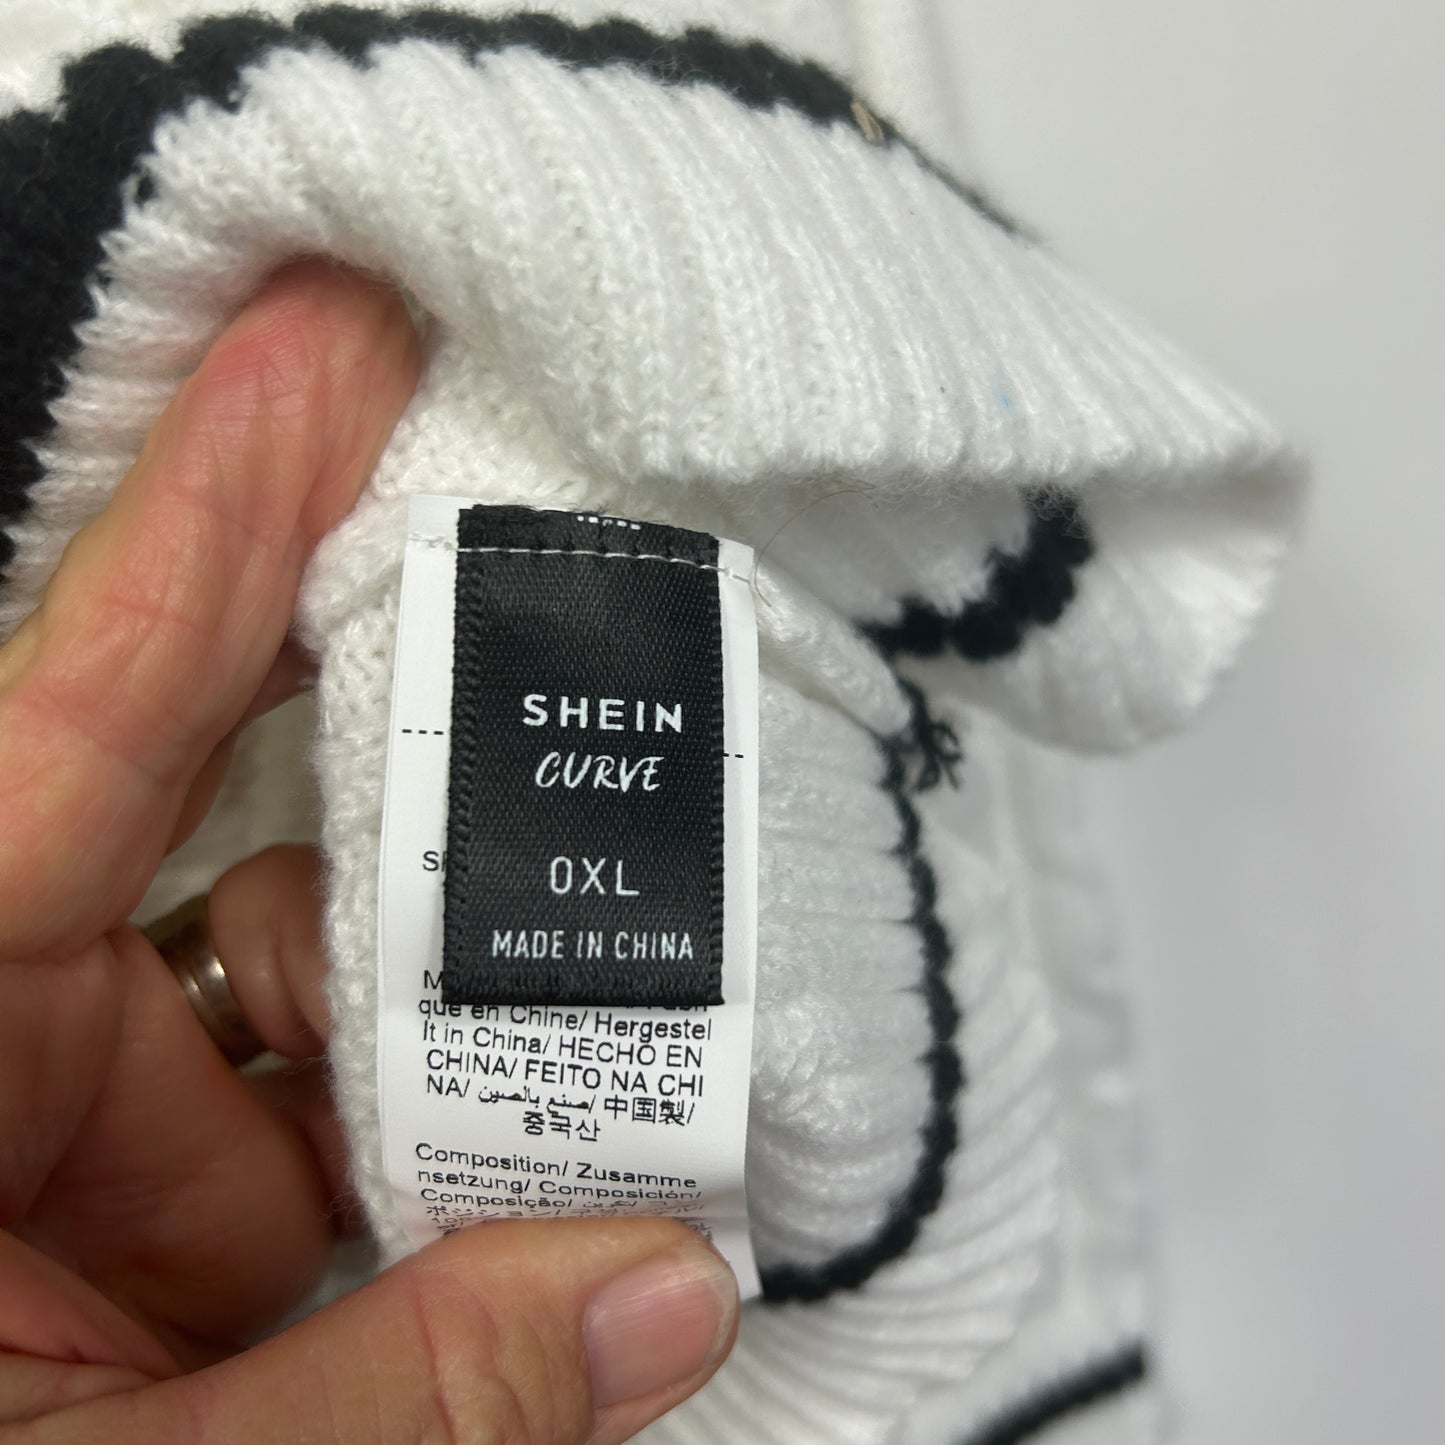 SHEIN
CURVE
0XL
MADE IN CHINA
que en Chine/ Hergestel
lt in China/ HECHO EN
CHINA/ FEITO NA CHI
NA/ صنع بالصين/ 中国製/
중국산
Composition/ Zusamme
nsetzung/ Composición/
Composição/